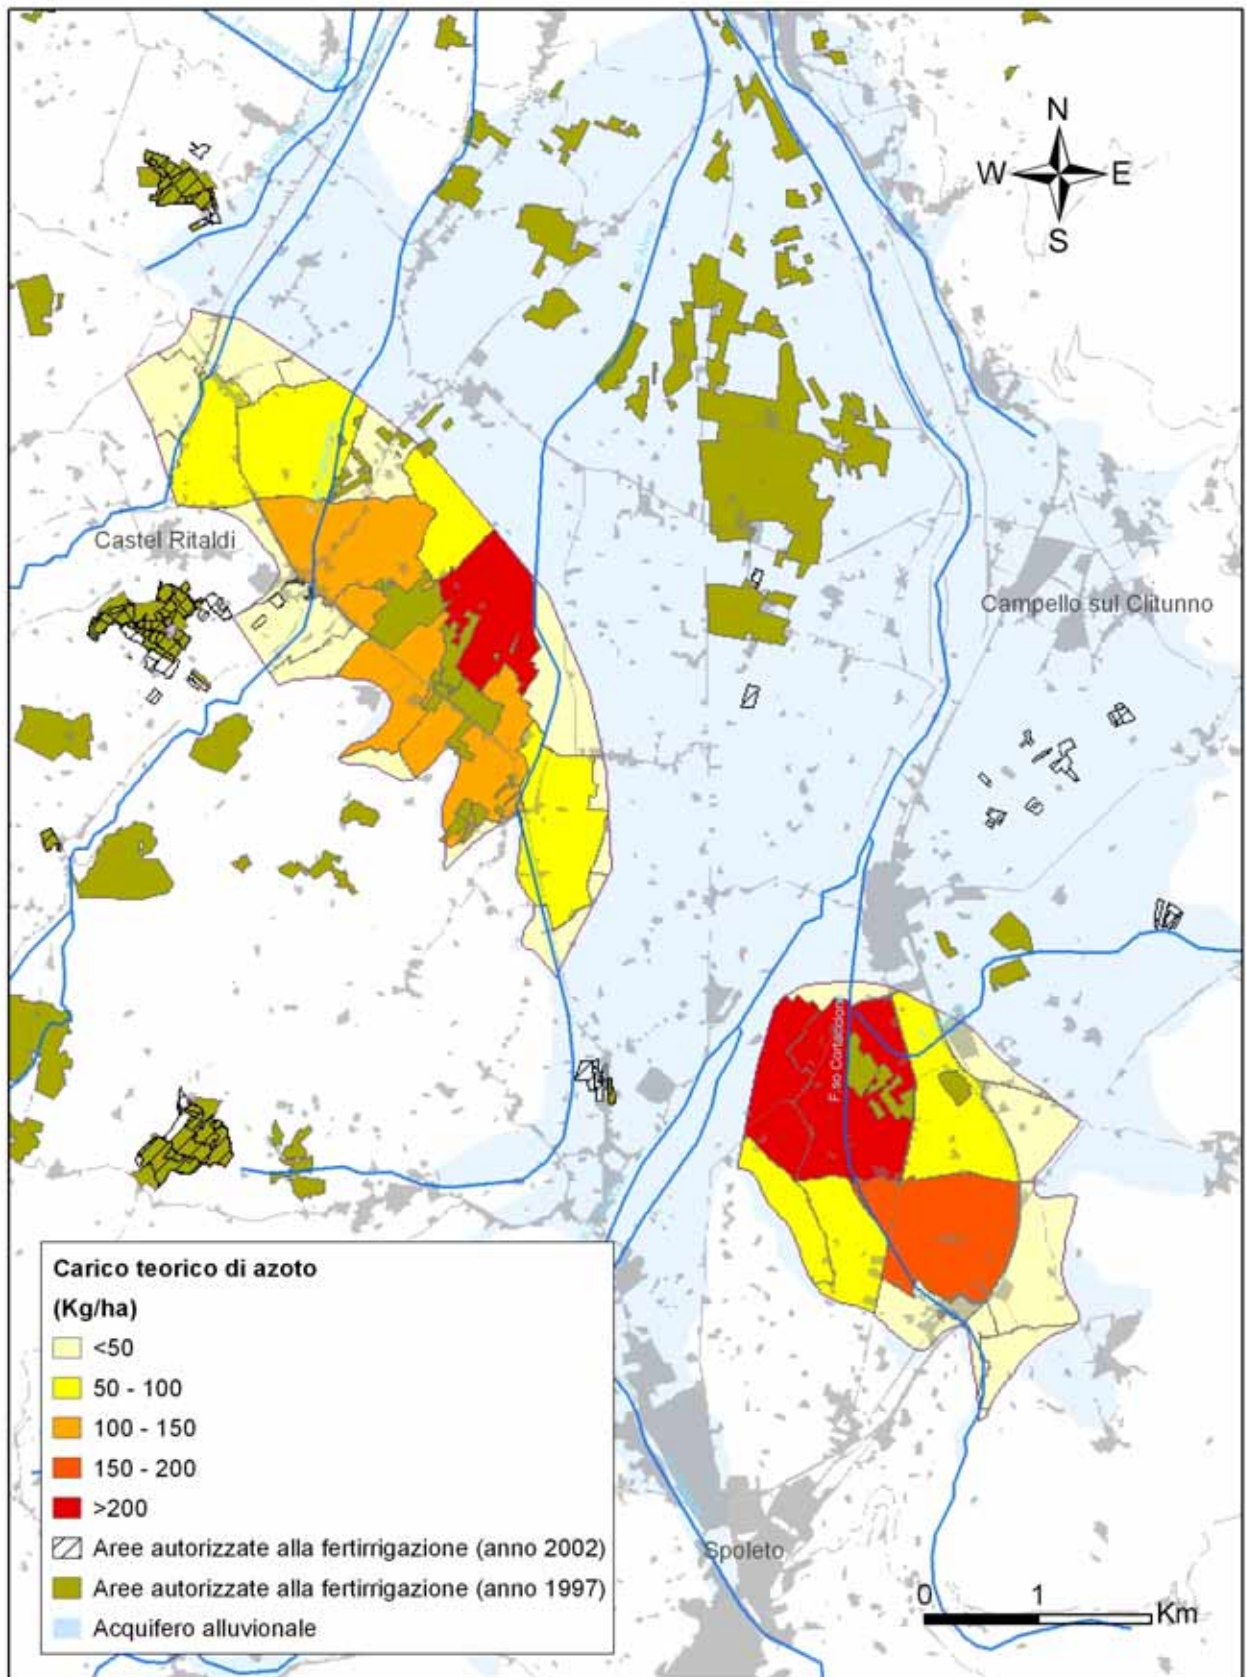 N
W E
S
Castel Ritaldi
Campello sul Clitunno
F.so Cortaccione
Carico teorico di azoto
(Kg/ha)
<50
50 - 100
100 - 150
150 - 200
>200
Aree autorizzate alla fertirrigazione (anno 2002)
Aree autorizzate alla fertirrigazione (anno 1997)
Acquifero alluvionale
Spoleto
0 1
Km